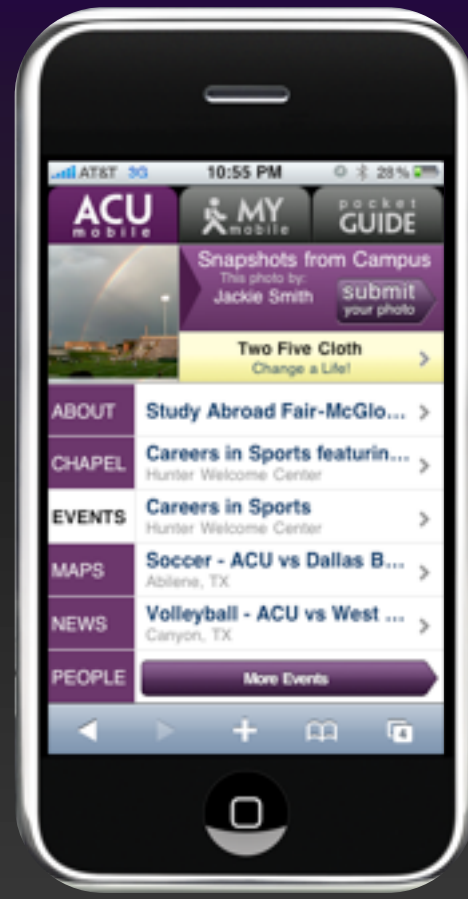 AT&T 3G 10:55 PM 28%
ACU mobile
MY mobile
pocket GUIDE
Snapshots from Campus
This photo by:
Jackie Smith
submit
your photo
Two Five Cloth
Change a Life!
ABOUT
Study Abroad Fair-McGlo...
CHAPEL
Careers in Sports featurin...
Hunter Welcome Center
EVENTS
Careers in Sports
Hunter Welcome Center
MAPS
Soccer - ACU vs Dallas B...
Abilene, TX
NEWS
Volleyball - ACU vs West ...
Canyon, TX
PEOPLE
More Events
4